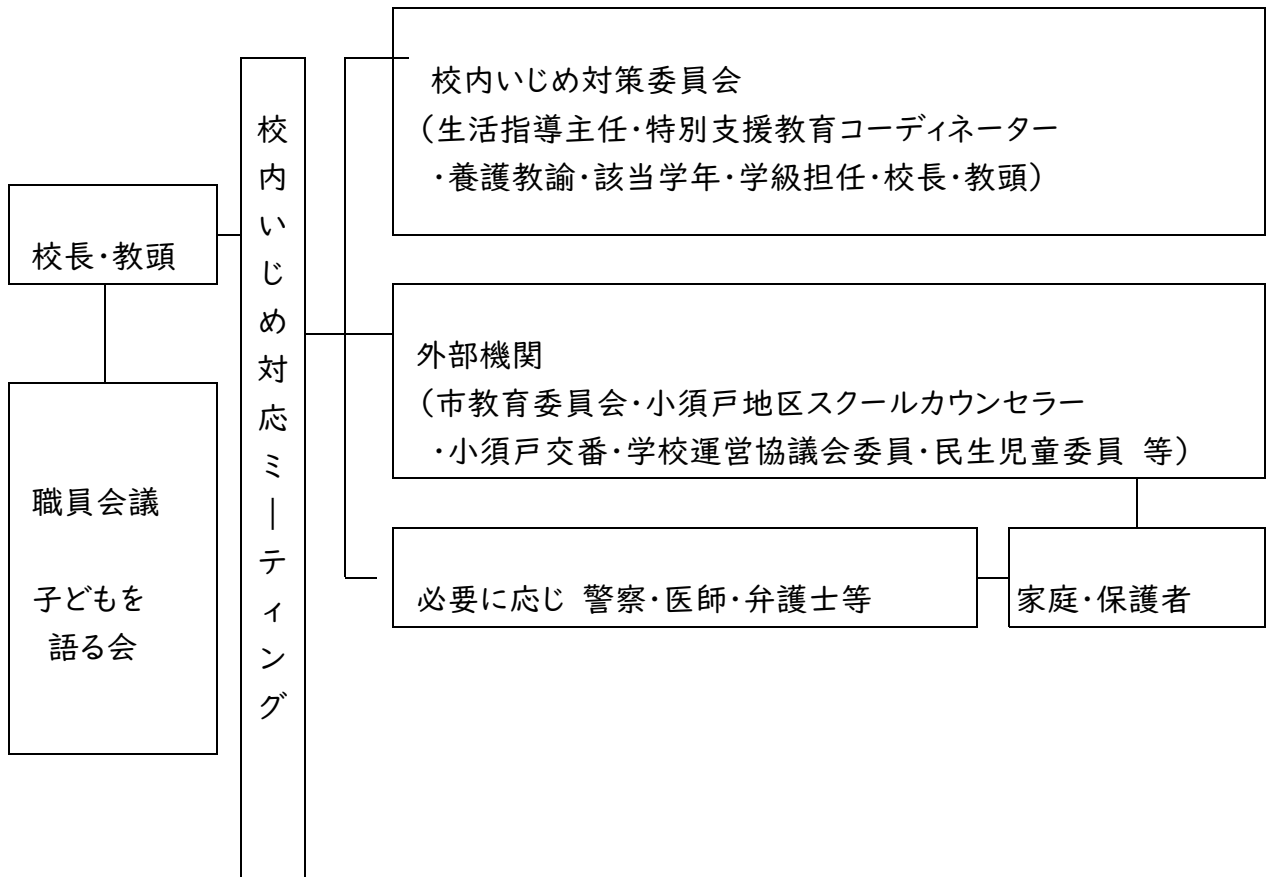 校長・教頭
職員会議
子どもを
語る会
校内いじめ対応ミーティング
校内いじめ対策委員会
（生活指導主任・特別支援教育コーディネーター
・養護教諭・該当学年・学級担任・校長・教頭）
外部機関
（市教育委員会・小須戸地区スクールカウンセラー
・小須戸交番・学校運営協議会委員・民生児童委員 等）
必要に応じ 警察・医師・弁護士等
家庭・保護者